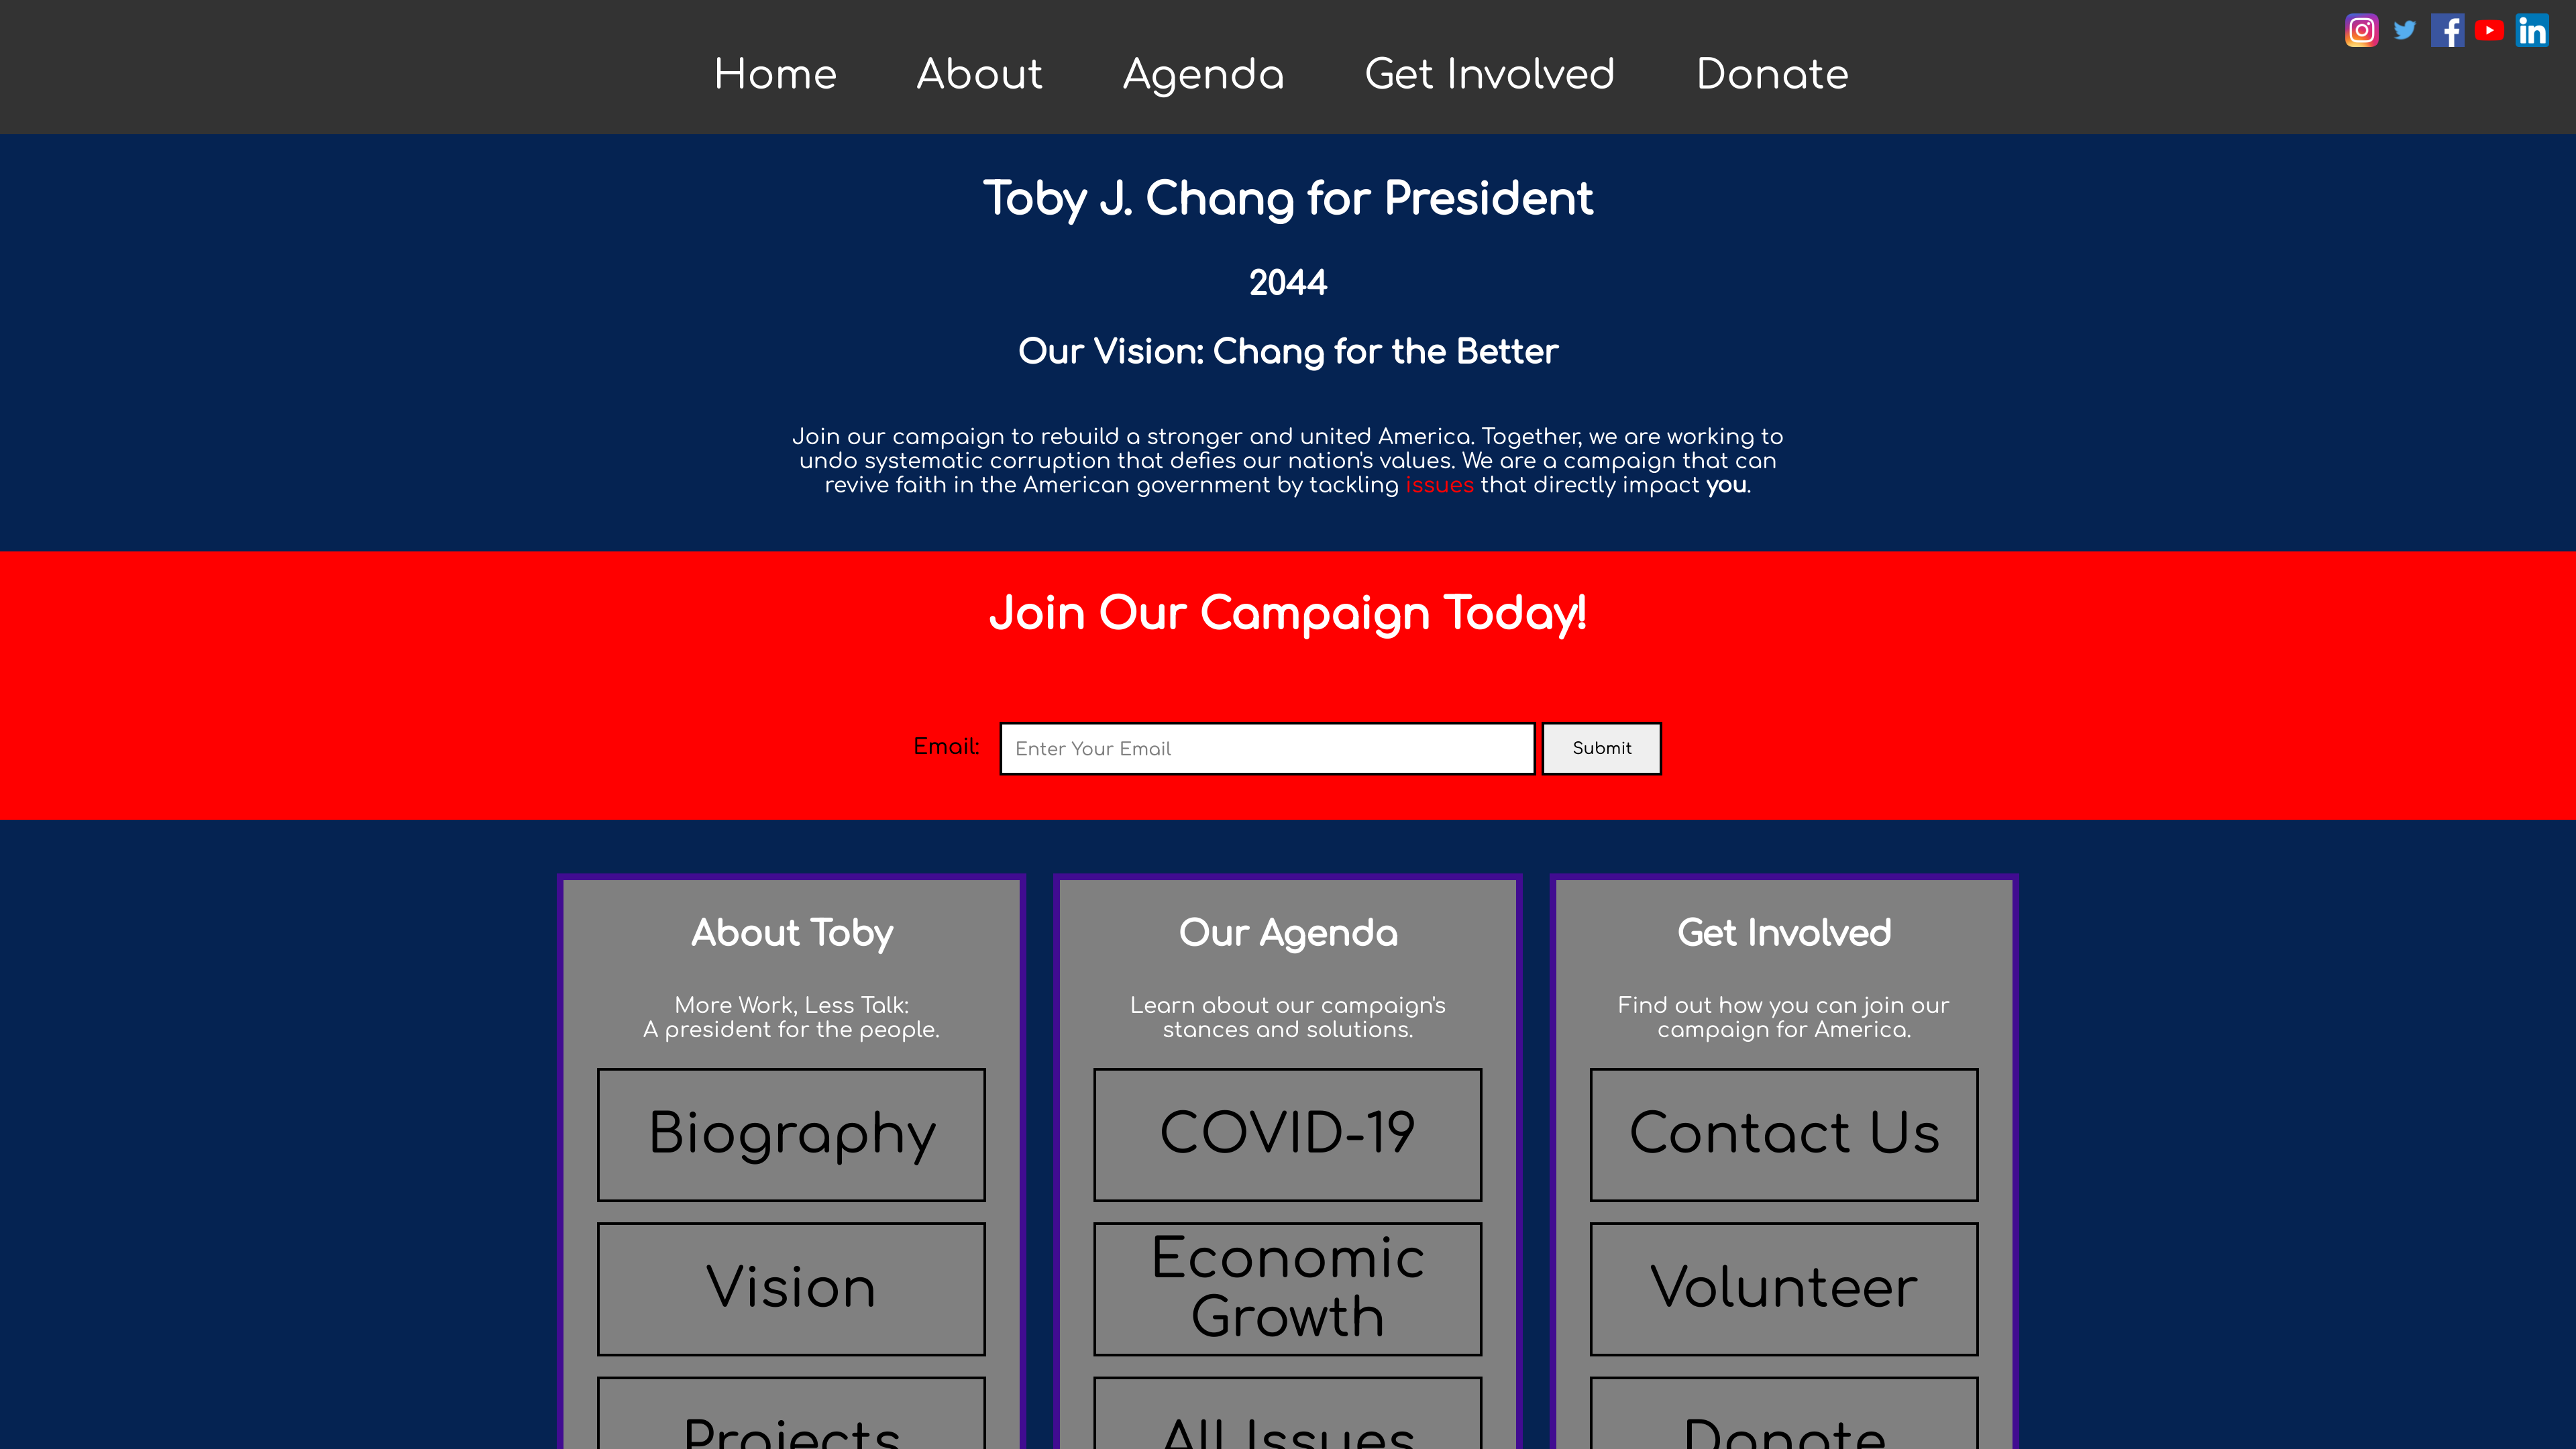 Home About Agenda Get Involved Donate
Toby J. Chang for President
2044
Our Vision: Chang for the Better
Join our campaign to rebuild a stronger and united America. Together, we are working to
undo systematic corruption that defies our nation's values. We are a campaign that can
revive faith in the American government by tackling issues that directly impact you.
Join Our Campaign Today!
Email: Enter Your Email Submit
About Toby
More Work, Less Talk:
A president for the people.
Biography
Vision
Projects
Our Agenda
Learn about our campaign's
stances and solutions.
COVID-19
Economic
Growth
All Issues
Get Involved
Find out how you can join our
campaign for America.
Contact Us
Volunteer
Donate